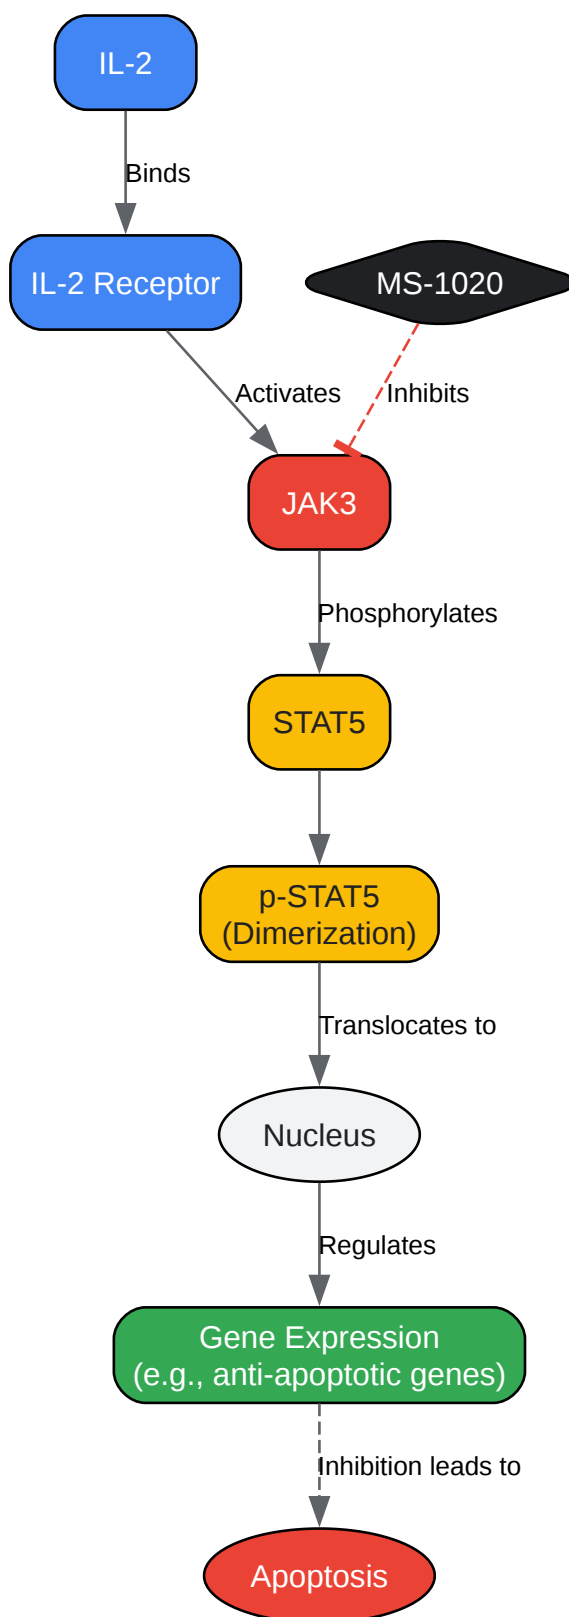 IL-2
Binds
IL-2 Receptor
MS-1020
Activates
Inhibits
JAK3
Phosphorylates
STAT5
p-STAT5
(Dimerization)
Translocates to
Nucleus
Regulates
Gene Expression
(e.g., anti-apoptotic genes)
Inhibition leads to
Apoptosis